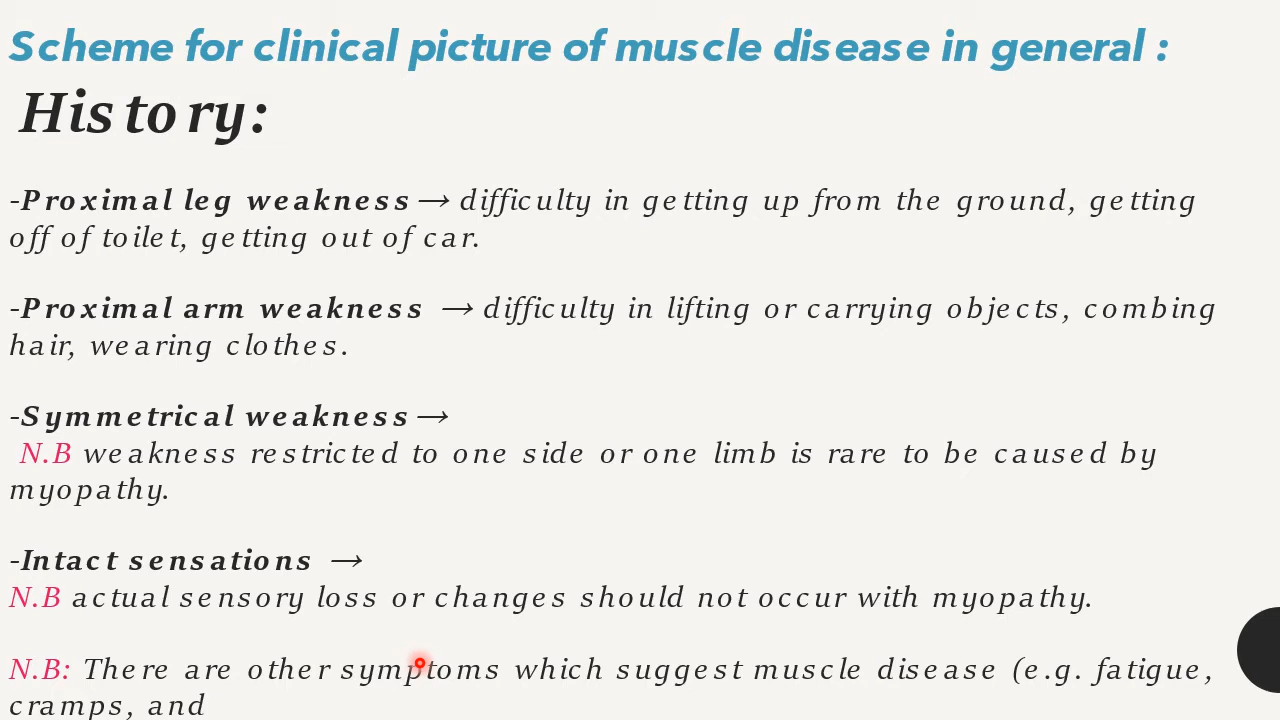 Scheme for clinical picture of muscle disease in general :
History:
-Proximal leg weakness→ difficulty in getting up from the ground, getting
off of toilet, getting out of car.
-Proximal arm weakness → difficulty in lifting or carrying objects, combing
hair, wearing clothes.
-Symmetrical weakness→
N.B weakness restricted to one side or one limb is rare to be caused by
myopathy.
-Intact sensations →
N.B actual sensory loss or changes should not occur with myopathy.
N.B: There are other symptoms which suggest muscle disease (e.g. fatigue,
cramps, and